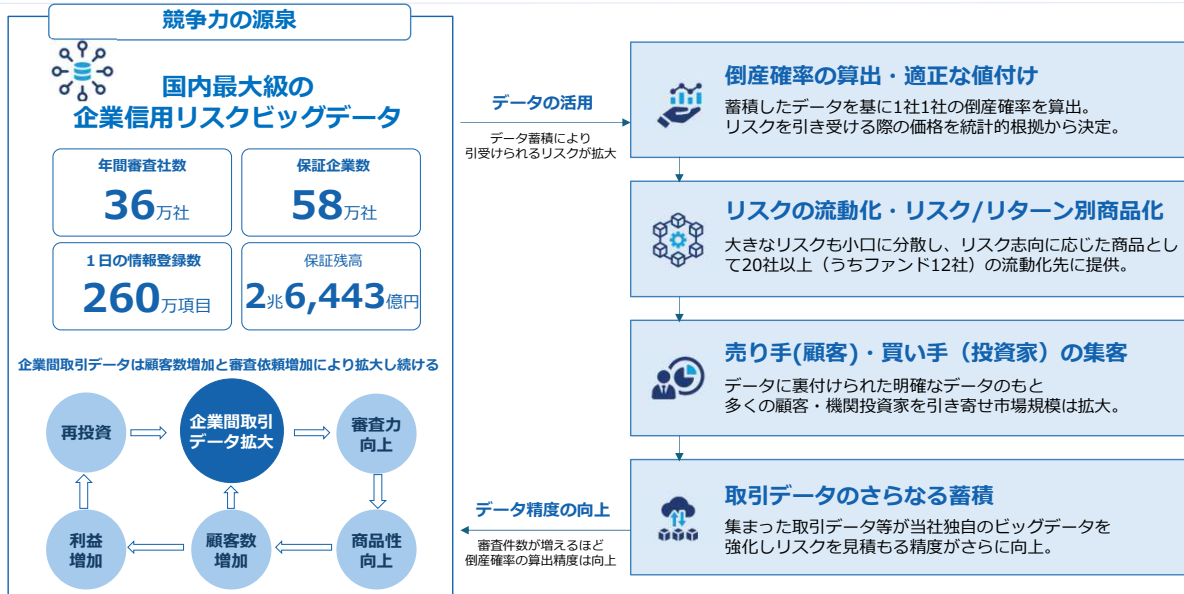 競争力の源泉
国内最大級の
企業信用リスクビッグデータ
年間審査社数
36万社
保証企業数
58万社
1日の情報登録数
260万項目
保証残高
2兆6,443億円
企業間取引データは顧客数増加と審査依頼増加により拡大し続ける
再投資
企業間取引
データ拡大
審査力
向上
利益
増加
顧客数
増加
商品性
向上
データの活用
データ蓄積により
引受けられるリスクが拡大
倒産確率の算出・適正な値付け
蓄積したデータを基に1社1社の倒産確率を算出。
リスクを引き受ける際の価格を統計的根拠から決定。
リスクの流動化・リスク/リターン別商品化
大きなリスクも小口に分散し、リスク志向に応じた商品とし
て20社以上（うちファンド12社）の流動化先に提供。
売り手(顧客)・買い手（投資家）の集客
データに裏付けられた明確なデータのもと
多くの顧客・機関投資家を引き寄せ市場規模は拡大。
取引データのさらなる蓄積
集まった取引データ等が当社独自のビッグデータを
強化しリスクを見積もる精度がさらに向上。
データ精度の向上
審査件数が増えるほど
倒産確率の算出精度は向上